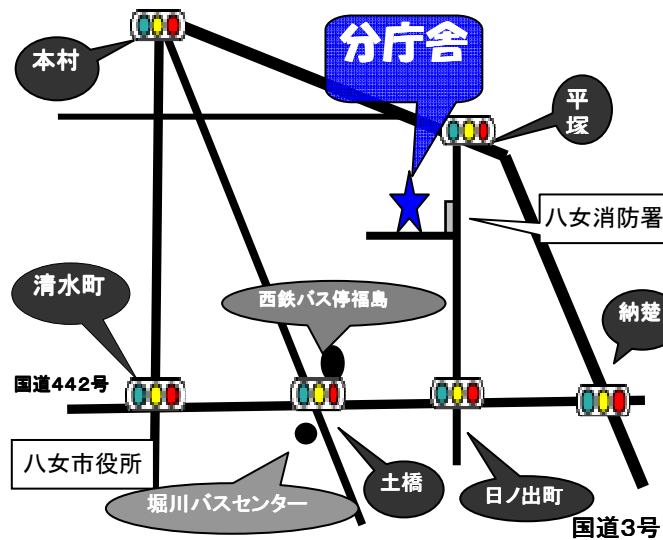 分庁舎
本村
平
塚
八女消防署
清水町
西鉄バス停福島
納楚
国道442号
八女市役所
堀川バスセンター
土橋
日ノ出町
国道3号